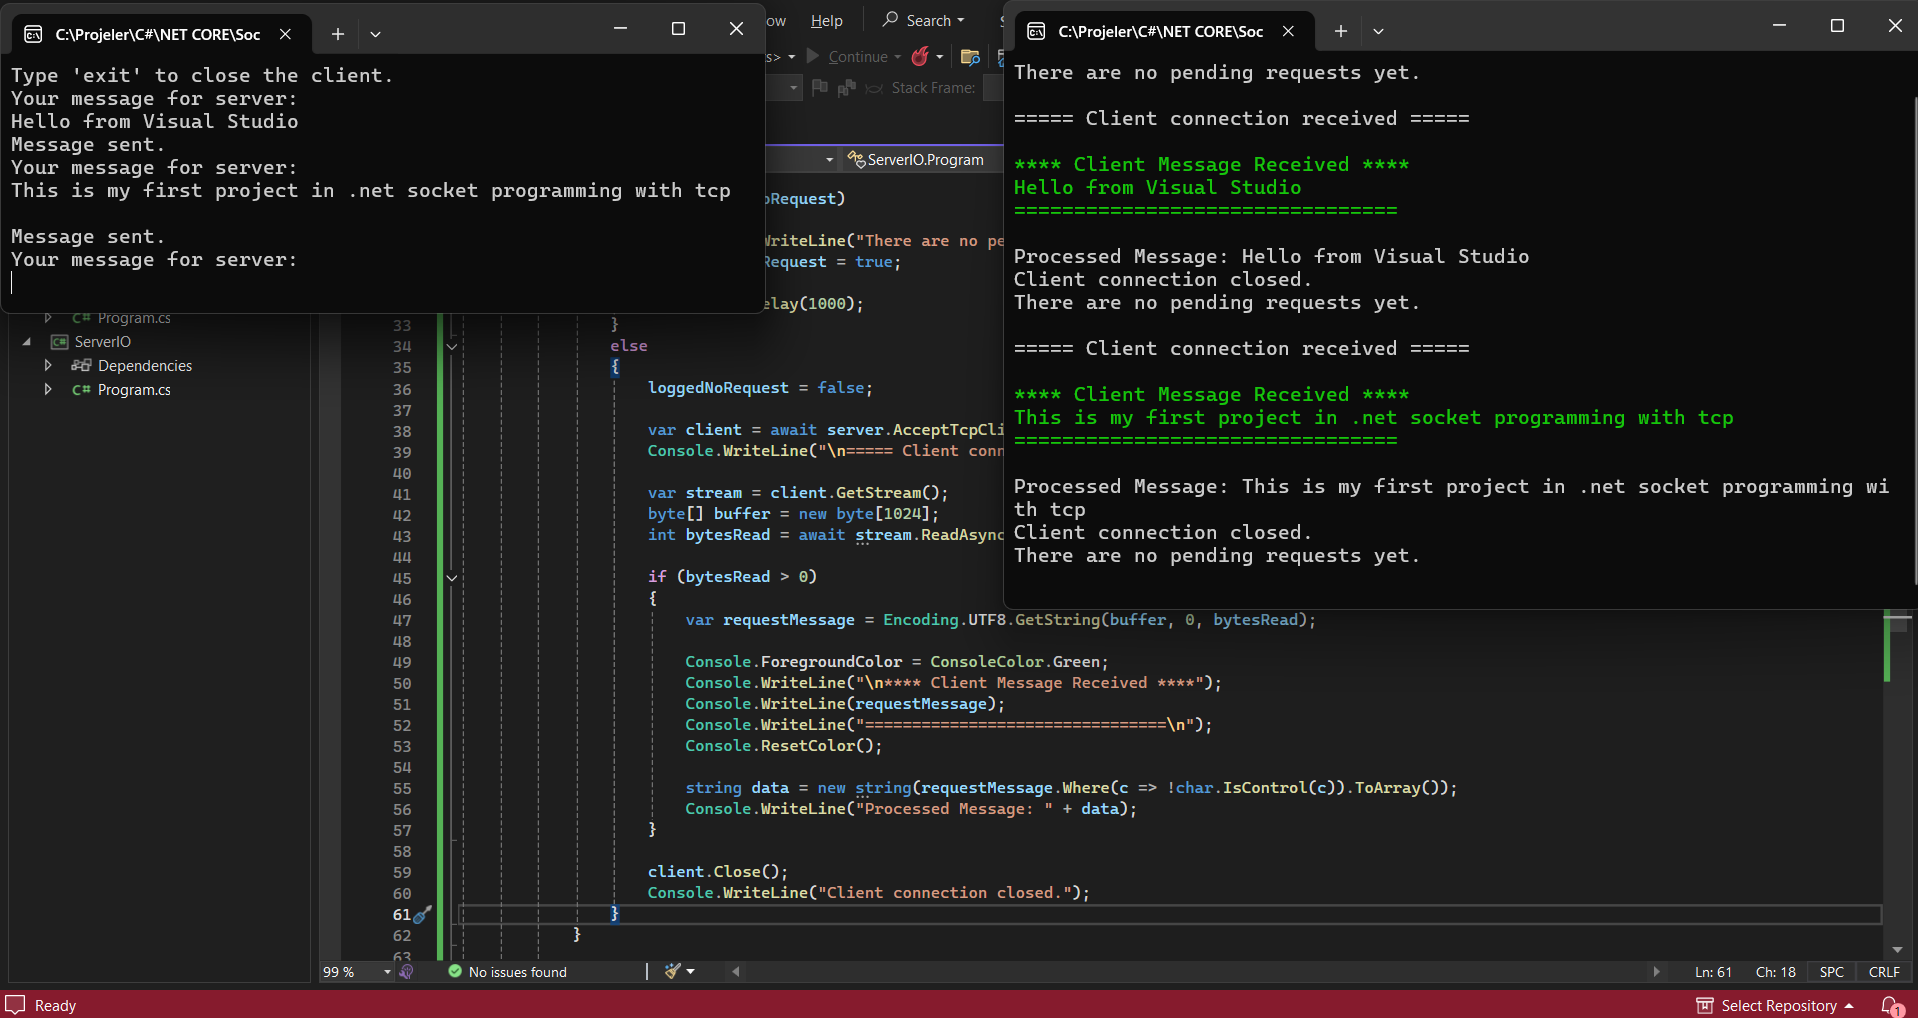 C:\Projeler\C#\NET CORE\Soc
Type 'exit' to close the client.
Your message for server:
Hello from Visual Studio
Message sent.
Your message for server:
This is my first project in .net socket programming with tcp
Message sent.
Your message for server:
Help
Search
Continue
Stack Frame:
ServerIO.Program
C:\Projeler\C#\NET CORE\Soc
There are no pending requests yet.
===== Client connection received =====
**** Client Message Received ****
Hello from Visual Studio
================================
Processed Message: Hello from Visual Studio
Client connection closed.
There are no pending requests yet.
===== Client connection received =====
**** Client Message Received ****
This is my first project in .net socket programming with tcp
================================
Processed Message: This is my first project in .net socket programming wi
th tcp
Client connection closed.
There are no pending requests yet.
C# Program.cs
C# ServerIO
Dependencies
C# Program.cs
oRequest)
WriteLine("There are no pe
Request = true;
elay(1000);
33 }
34 else
35 {
36 loggedNoRequest = false;
37
38 var client = await server.AcceptTcpCli
39 Console.WriteLine("\n===== Client conn
40
41 var stream = client.GetStream();
42 byte[] buffer = new byte[1024];
43 int bytesRead = await stream.ReadAsync
44
45 if (bytesRead > 0)
46 {
47 var requestMessage = Encoding.UTF8.GetString(buffer, 0, bytesRead);
48
49 Console.ForegroundColor = ConsoleColor.Green;
50 Console.WriteLine("\n**** Client Message Received ****");
51 Console.WriteLine(requestMessage);
52 Console.WriteLine("================================\n");
53 Console.ResetColor();
54
55 string data = new string(requestMessage.Where(c => !char.IsControl(c)).ToArray());
56 Console.WriteLine("Processed Message: " + data);
57 }
58
59 client.Close();
60 Console.WriteLine("Client connection closed.");
61 }
62 }
63
99 % No issues found Ln: 61 Ch: 18 SPC CRLF
Ready Select Repository 1